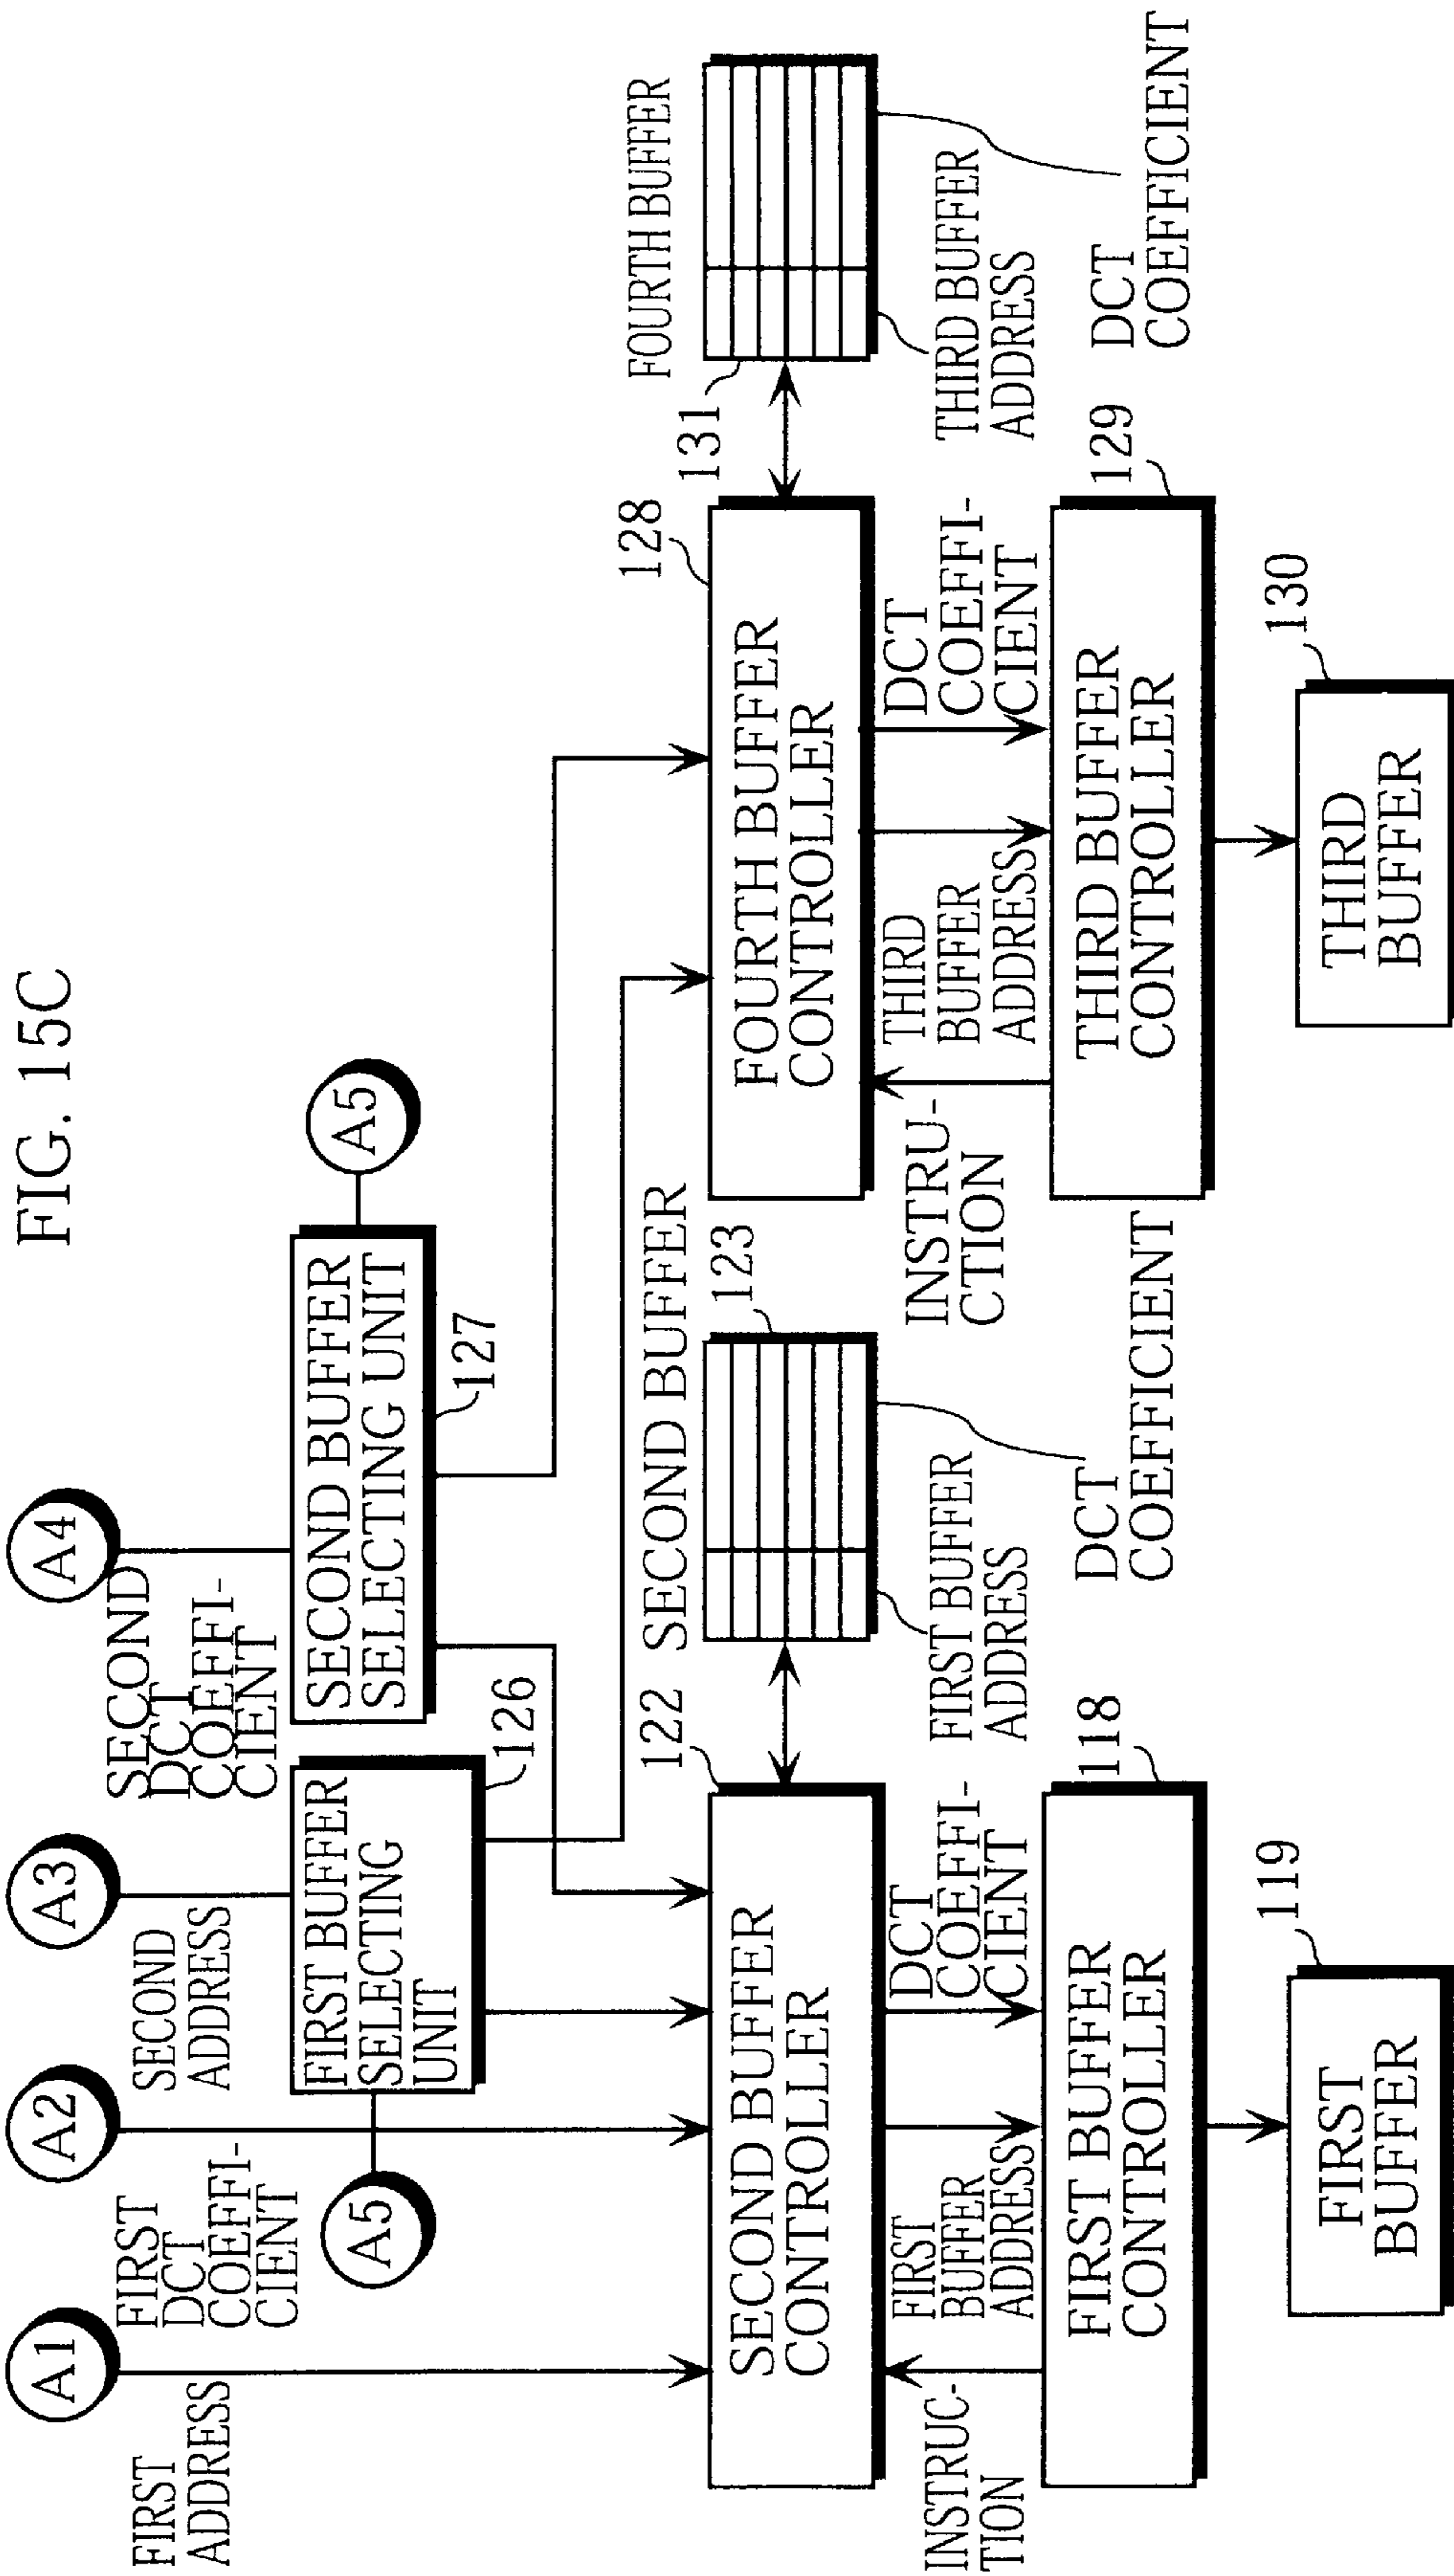 FIG. 15C
A1
FIRST
ADDRESS
A2
FIRST
DCT
COEFFI-
CIENT
A5
A3
SECOND
ADDRESS
A4
SECOND
DCT
COEFFI-
CIENT
A5
FIRST BUFFER
SELECTING
UNIT
126
SECOND BUFFER
SELECTING UNIT
127
SECOND BUFFER
CONTROLLER
122
SECOND BUFFER
123
FIRST BUFFER
ADDRESS
DCT
COEFFICIENT
FOURTH BUFFER
CONTROLLER
128
FOURTH BUFFER
131
THIRD BUFFER
ADDRESS
DCT
COEFFICIENT
INSTRUC-
TION
FIRST
BUFFER
ADDRESS
DCT
COEFFI-
CIENT
INSTRU-
CTION
THIRD
BUFFER
ADDRESS
DCT
COEFFI-
CIENT
FIRST BUFFER
CONTROLLER
118
THIRD BUFFER
CONTROLLER
129
FIRST
BUFFER
119
THIRD
BUFFER
130